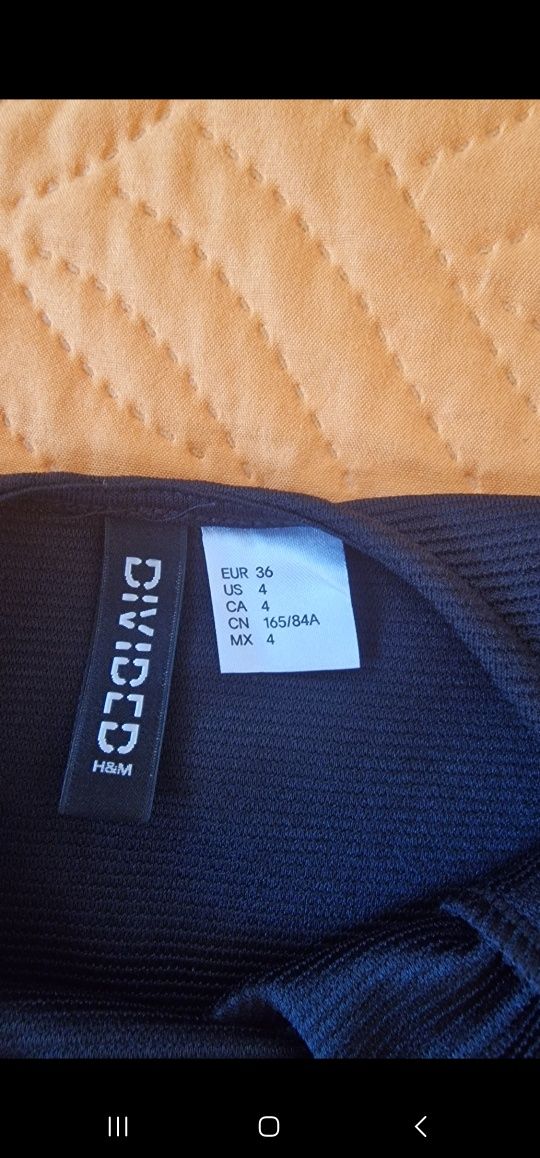 DIVIDED
H&M
EUR 36
US 4
CA 4
CN 165/84A
MX 4